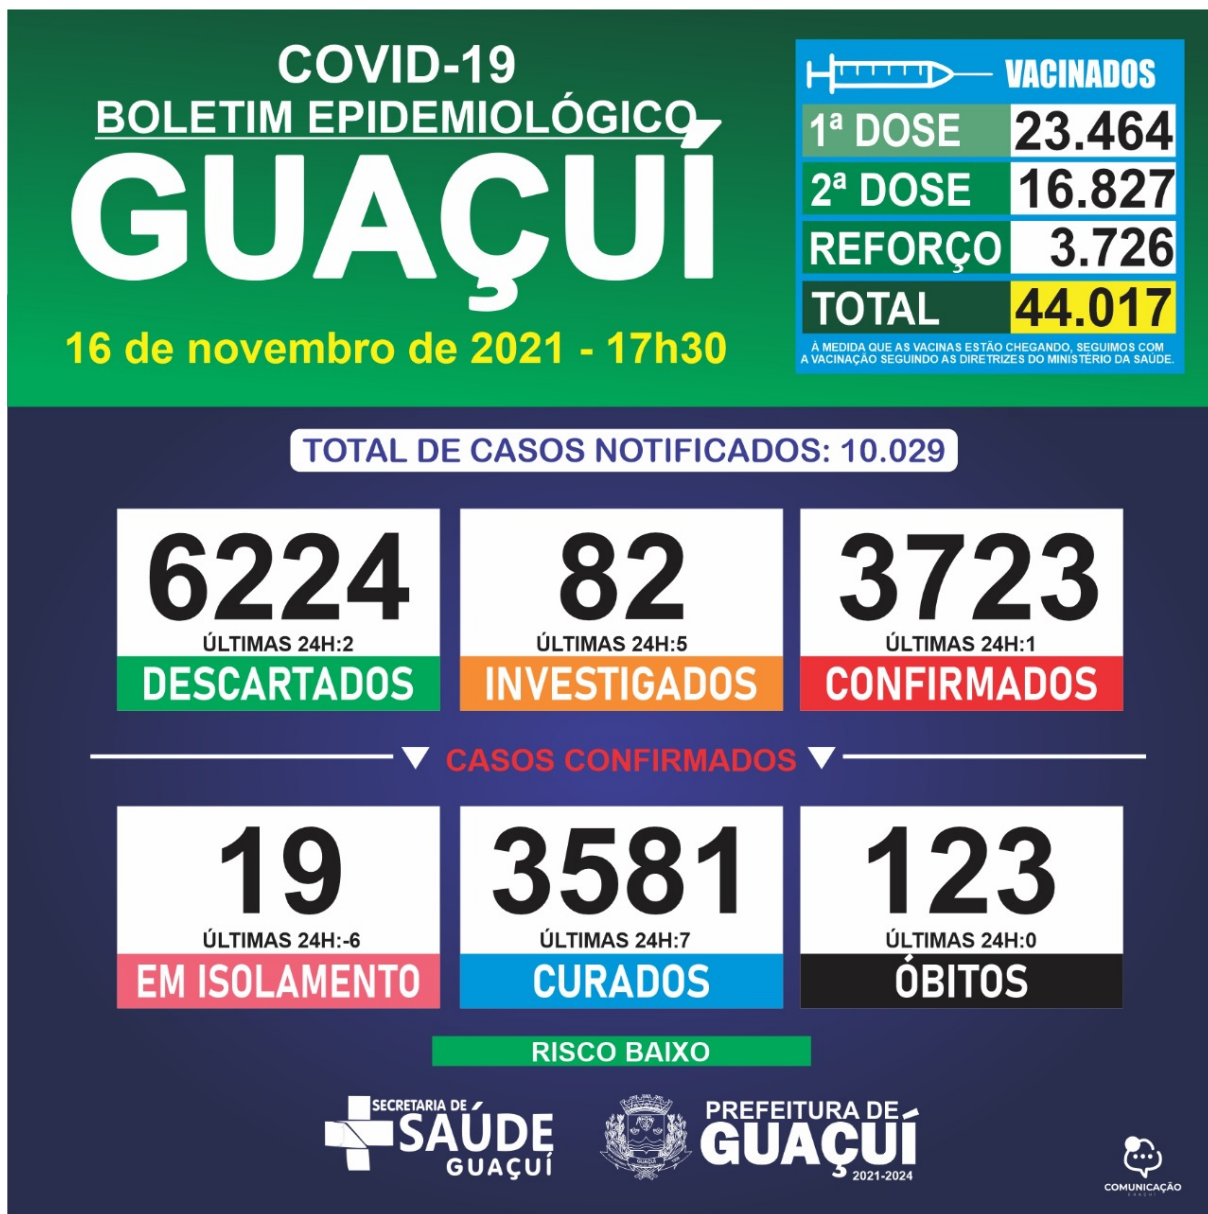 COVID-19
BOLETIM EPIDEMIOLÓGICO
GUAÇUÍ
16 de novembro de 2021 - 17h30
VACINADOS
1ª DOSE 23.464
2ª DOSE 16.827
REFORÇO 3.726
TOTAL 44.017
À MEDIDA QUE AS VACINAS ESTÃO CHEGANDO, SEGUIMOS COM
A VACINAÇÃO SEGUINDO AS DIRETRIZES DO MINISTÉRIO DA SAÚDE.
TOTAL DE CASOS NOTIFICADOS: 10.029
6224
ÚLTIMAS 24H:2
DESCARTADOS
82
ÚLTIMAS 24H:5
INVESTIGADOS
3723
ÚLTIMAS 24H:1
CONFIRMADOS
CASOS CONFIRMADOS
19
ÚLTIMAS 24H:-6
EM ISOLAMENTO
3581
ÚLTIMAS 24H:7
CURADOS
123
ÚLTIMAS 24H:0
ÓBITOS
RISCO BAIXO
SECRETARIA DE
SAÚDE
GUAÇUÍ
PREFEITURA DE
GUAÇUÍ
2021-2024
COMUNICAÇÃO